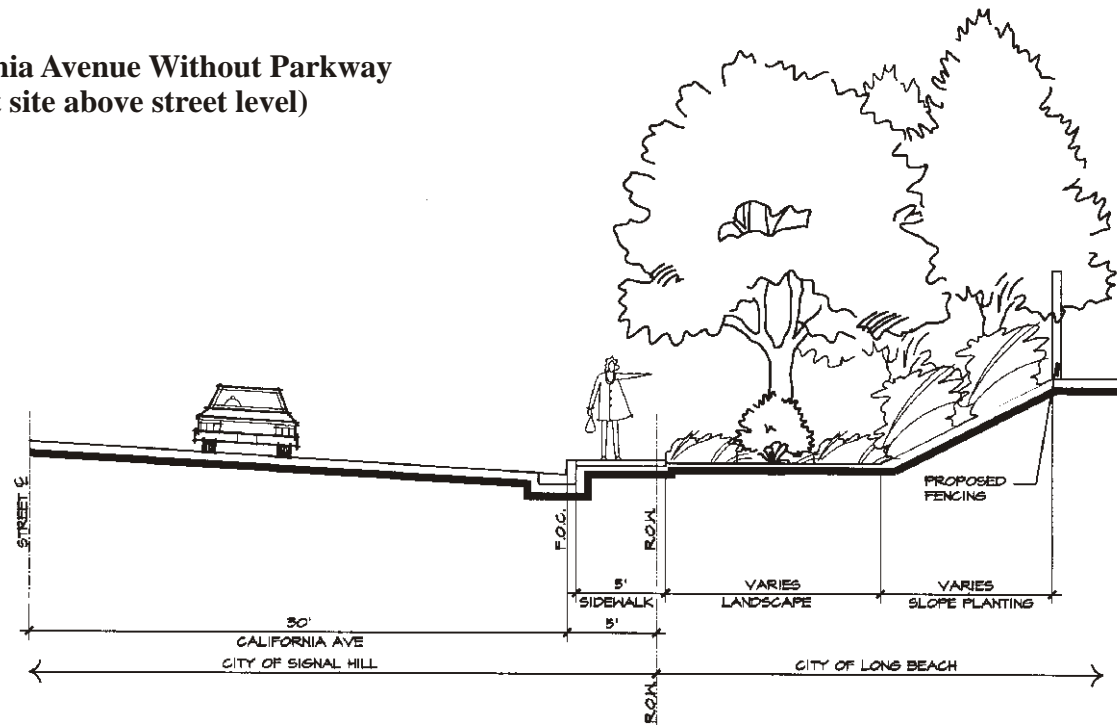 nia Avenue Without Parkway
t site above street level)
PROPOSED
FENCING
STREET ℄
F.O.C.
R.O.W.
5'
SIDEWALK
VARIES
LANDSCAPE
VARIES
SLOPE PLANTING
30'
CALIFORNIA AVE
5'
CITY OF SIGNAL HILL
CITY OF LONG BEACH
R.O.W.